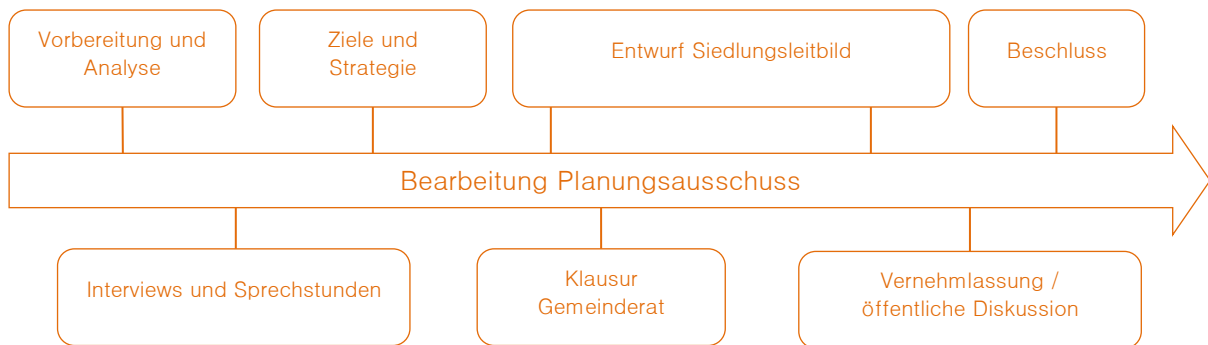 Vorbereitung und
Analyse
Ziele und
Strategie
Entwurf Siedlungsleitbild
Beschluss
Bearbeitung Planungsausschuss
Interviews und Sprechstunden
Klausur
Gemeinderat
Vernehmlassung /
öffentliche Diskussion